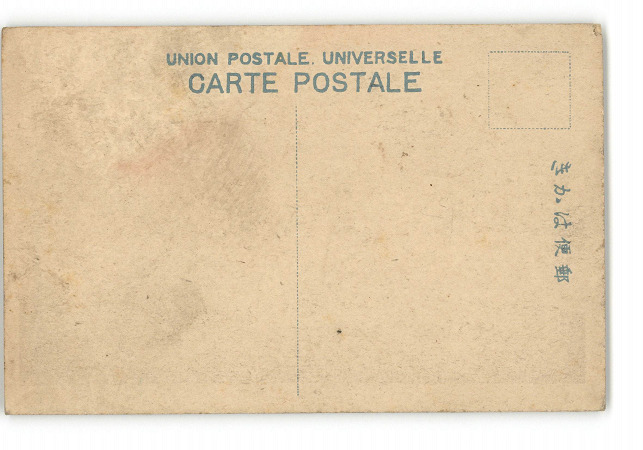 UNION POSTALE. UNIVERSELLE
CARTE POSTALE
郵便はかき